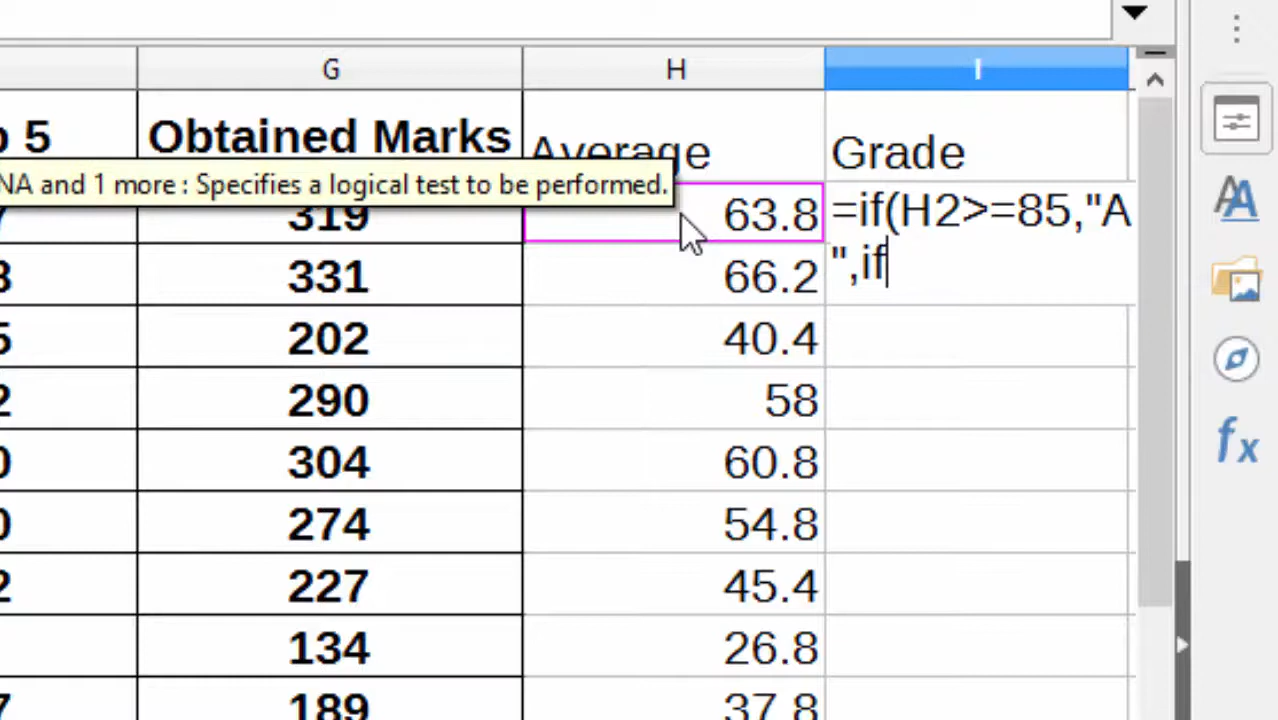 G H I
5 Obtained Marks Average Grade
NA and 1 more : Specifies a logical test to be performed.
319 63.8 =if(H2>=85,"A
",if
331 66.2
202 40.4
290 58
304 60.8
274 54.8
227 45.4
134 26.8
189 37.8
fx